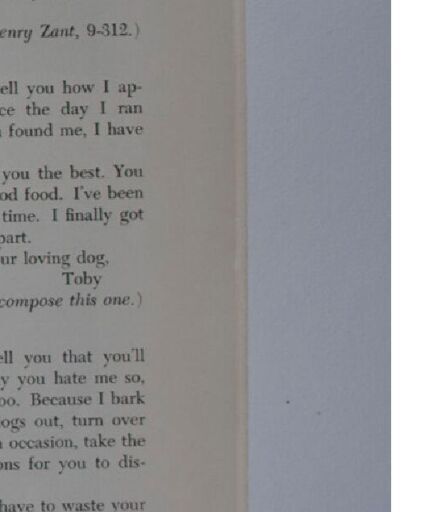 enry Zant, 9-312.)
ell you how I ap-
ce the day I ran
found me, I have
you the best. You
od food. I've been
time. I finally got
part.
ur loving dog,
Toby
compose this one.)
ell you that you'll
y you hate me so,
oo. Because I bark
ogs out, turn over
occasion, take the
ons for you to dis-
have to waste your